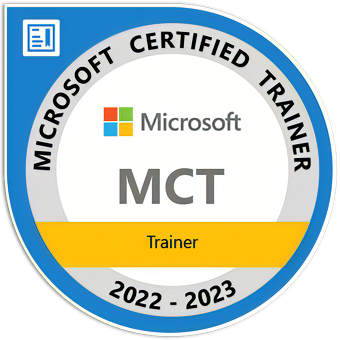 MICROSOFT CERTIFIED TRAINER
Microsoft
MCT
Trainer
2022 - 2023